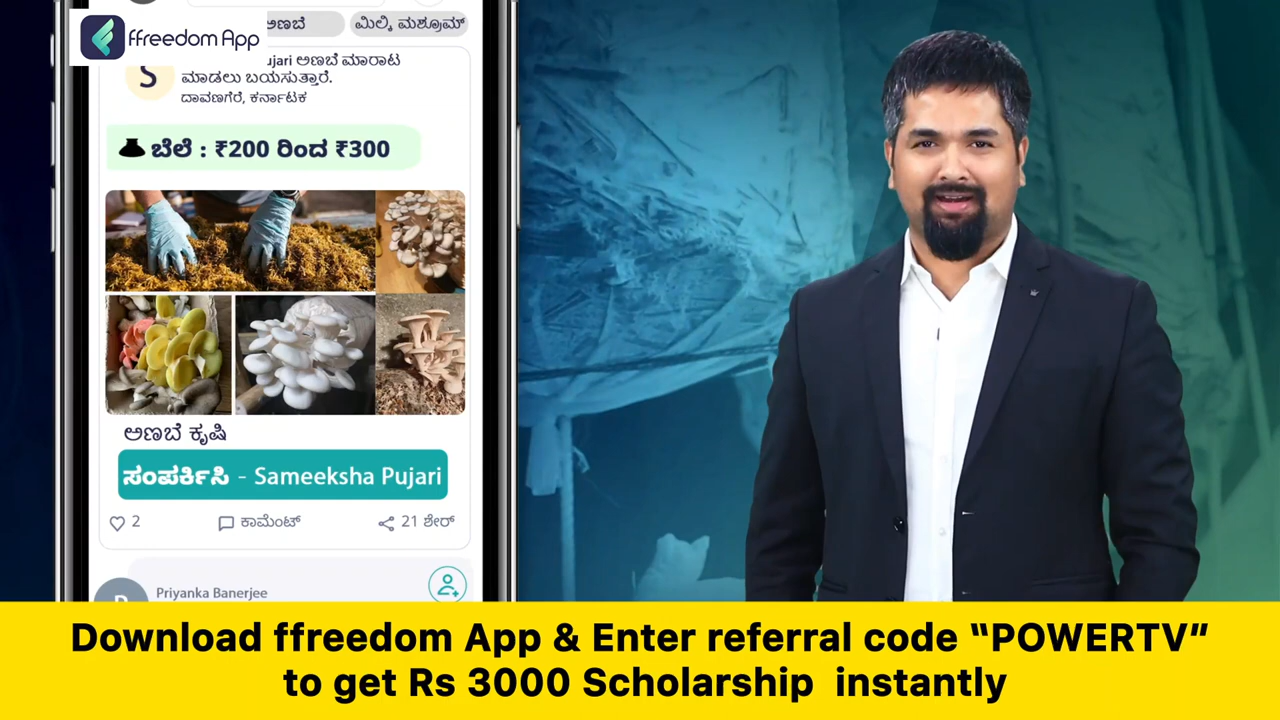 ffreedom App
ಅಣಬೆ
ಮಿಲ್ಕಿ ಮಶ್ರೂಮ್
S
ujari ಅಣಬೆ ಮಾರಾಟ
ಮಾಡಲು ಬಯಸುತ್ತಾರೆ.
ದಾವಣಗೆರೆ, ಕರ್ನಾಟಕ
ಬೆಲೆ : ₹200 ರಿಂದ ₹300
ಅಣಬೆ ಕೃಷಿ
ಸಂಪರ್ಕಿಸಿ - Sameeksha Pujari
2
ಕಾಮೆಂಟ್
21 ಶೇರ್
Priyanka Banerjee
Download ffreedom App & Enter referral code “POWERTV”
to get Rs 3000 Scholarship instantly